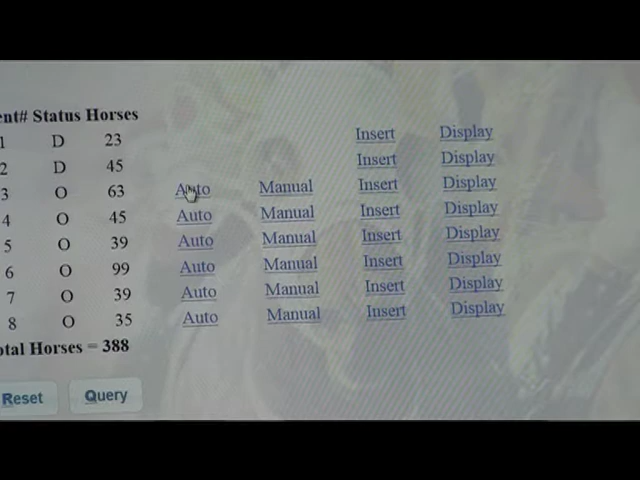 ent# Status Horses
1 D 23 Insert Display
2 D 45 Insert Display
3 O 63 Auto Manual Insert Display
4 O 45 Auto Manual Insert Display
5 O 39 Auto Manual Insert Display
6 O 99 Auto Manual Insert Display
7 O 39 Auto Manual Insert Display
8 O 35 Auto Manual Insert Display
otal Horses = 388
Reset Query